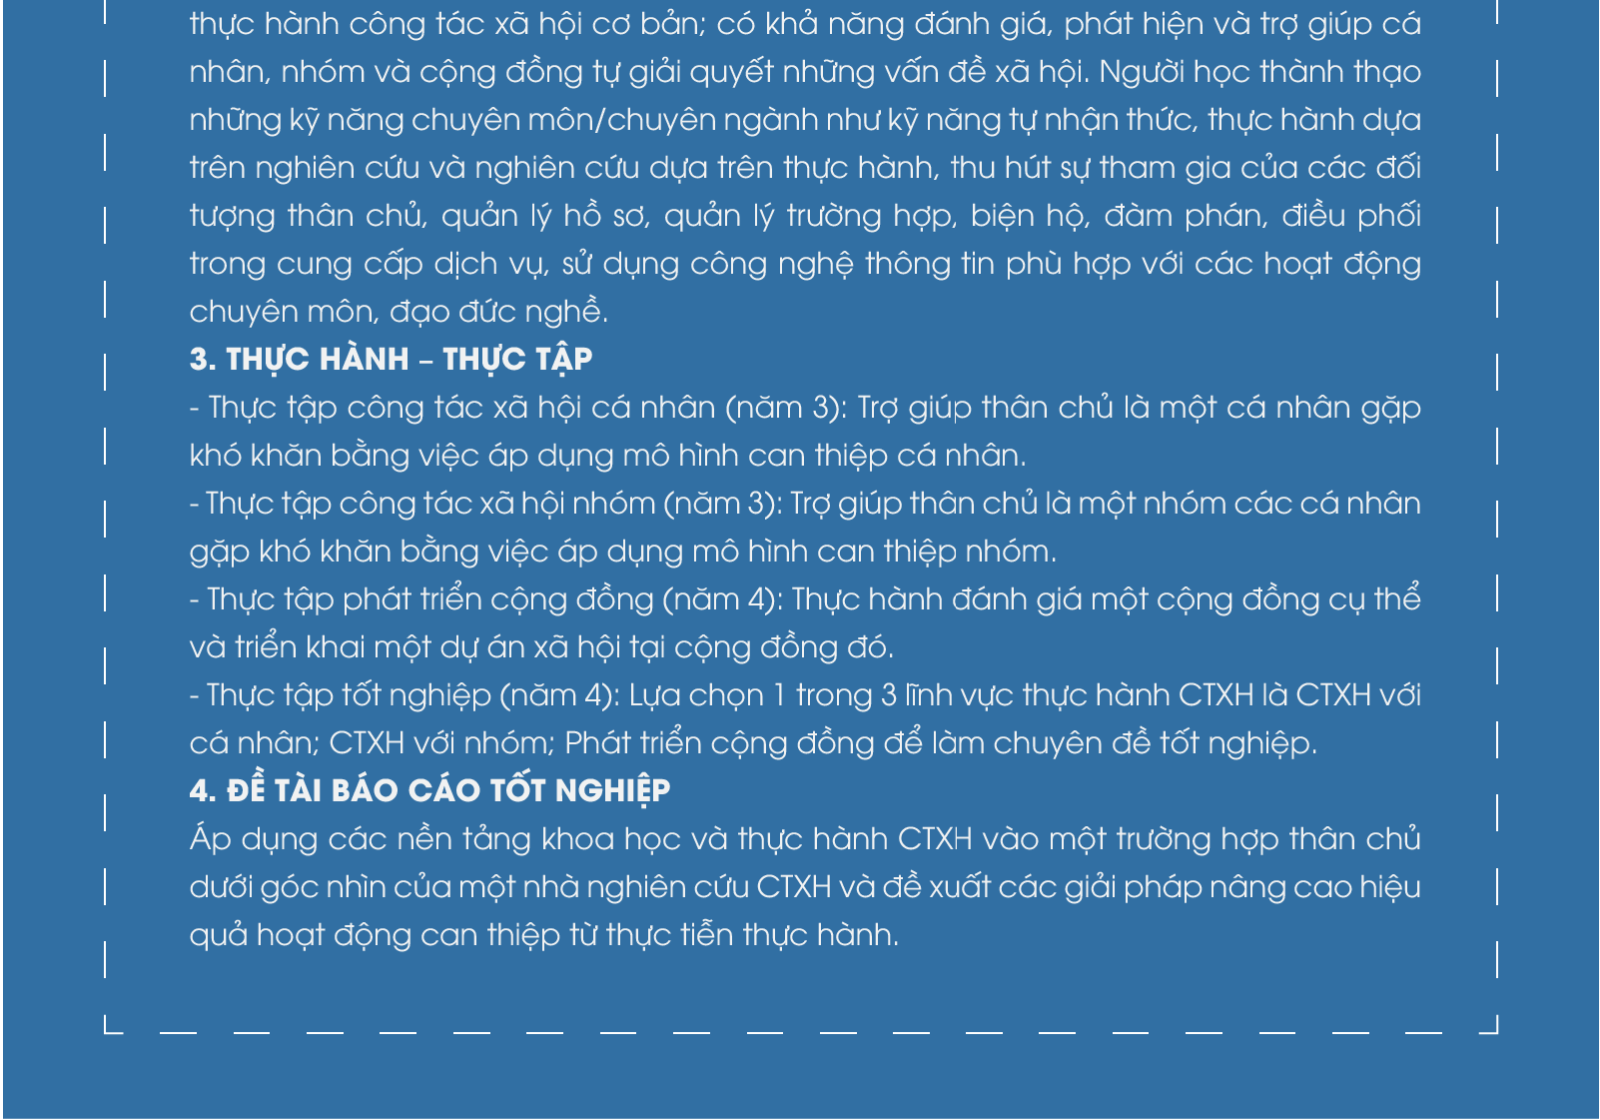 thực hành công tác xã hội cơ bản; có khả năng đánh giá, phát hiện và trợ giúp cá
nhân, nhóm và cộng đồng tự giải quyết những vấn đề xã hội. Người học thành thạo
những kỹ năng chuyên môn/chuyên ngành như kỹ năng tự nhận thức, thực hành dựa
trên nghiên cứu và nghiên cứu dựa trên thực hành, thu hút sự tham gia của các đối
tượng thân chủ, quản lý hồ sơ, quản lý trường hợp, biện hộ, đàm phán, điều phối
trong cung cấp dịch vụ, sử dụng công nghệ thông tin phù hợp với các hoạt động
chuyên môn, đạo đức nghề.
3. THỰC HÀNH – THỰC TẬP
- Thực tập công tác xã hội cá nhân (năm 3): Trợ giúp thân chủ là một cá nhân gặp
khó khăn bằng việc áp dụng mô hình can thiệp cá nhân.
- Thực tập công tác xã hội nhóm (năm 3): Trợ giúp thân chủ là một nhóm các cá nhân
gặp khó khăn bằng việc áp dụng mô hình can thiệp nhóm.
- Thực tập phát triển cộng đồng (năm 4): Thực hành đánh giá một cộng đồng cụ thể
và triển khai một dự án xã hội tại cộng đồng đó.
- Thực tập tốt nghiệp (năm 4): Lựa chọn 1 trong 3 lĩnh vực thực hành CTXH là CTXH với
cá nhân; CTXH với nhóm; Phát triển cộng đồng để làm chuyên đề tốt nghiệp.
4. ĐỀ TÀI BÁO CÁO TỐT NGHIỆP
Áp dụng các nền tảng khoa học và thực hành CTXH vào một trường hợp thân chủ
dưới góc nhìn của một nhà nghiên cứu CTXH và đề xuất các giải pháp nâng cao hiệu
quả hoạt động can thiệp từ thực tiễn thực hành.